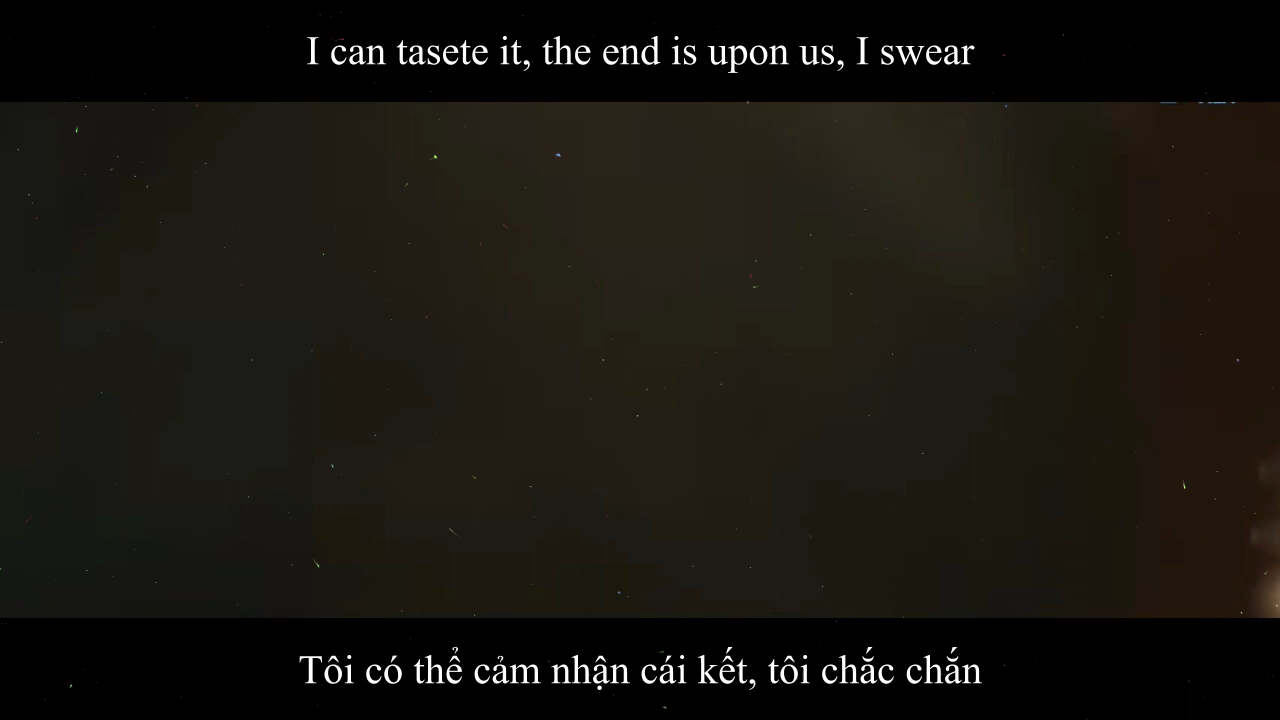 I can tasete it, the end is upon us, I swear
Tôi có thể cảm nhận cái kết, tôi chắc chắn